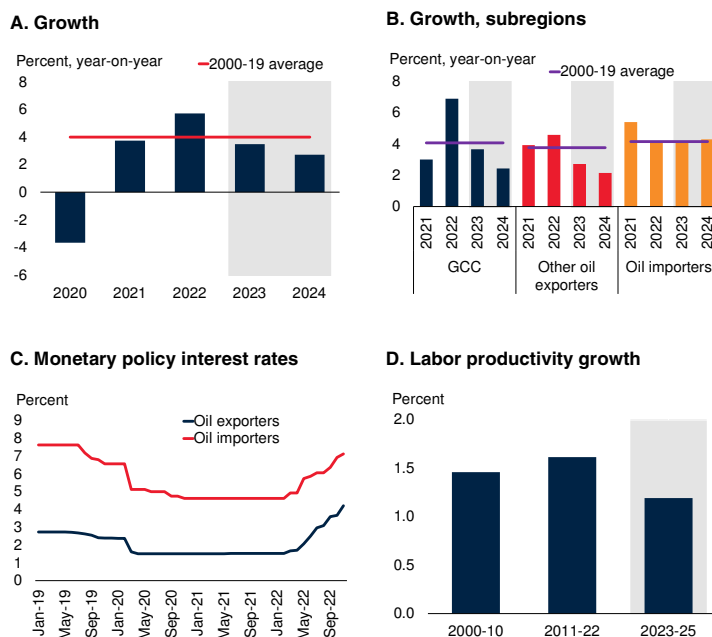 A. Growth
Percent, year-on-year
2000-19 average
8
6
4
2
0
-2
-4
-6
2020 2021 2022 2023 2024
B. Growth, subregions
Percent, year-on-year
2000-19 average
8
6
4
2
0
2021 2022 2023 2024 2021 2022 2023 2024 2021 2022 2023 2024
GCC Other oil exporters Oil importers
C. Monetary policy interest rates
Percent
Oil exporters
Oil importers
9
8
7
6
5
4
3
2
1
0
Jan-19 May-19 Sep-19 Jan-20 May-20 Sep-20 Jan-21 May-21 Sep-21 Jan-22 May-22 Sep-22
D. Labor productivity growth
Percent
2.0
1.5
1.0
0.5
0.0
2000-10 2011-22 2023-25